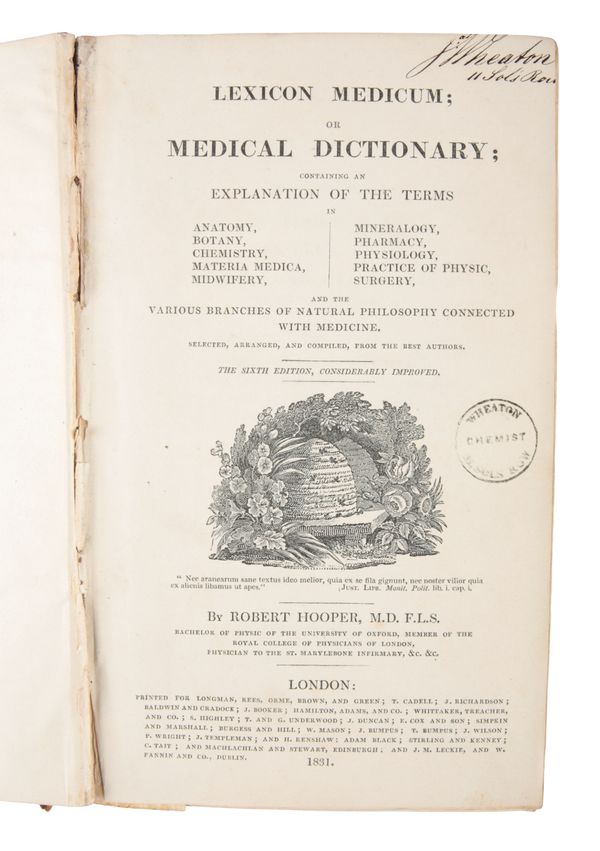 J. Wheaton
11 Sols Row
LEXICON MEDICUM;
OR
MEDICAL DICTIONARY;
CONTAINING AN
EXPLANATION OF THE TERMS
IN
ANATOMY,
BOTANY,
CHEMISTRY,
MATERIA MEDICA,
MIDWIFERY,
MINERALOGY,
PHARMACY,
PHYSIOLOGY,
PRACTICE OF PHYSIC,
SURGERY,
AND THE
VARIOUS BRANCHES OF NATURAL PHILOSOPHY CONNECTED
WITH MEDICINE.
SELECTED, ARRANGED, AND COMPILED, FROM THE BEST AUTHORS.
THE SIXTH EDITION, CONSIDERABLY IMPROVED.
WHEATON
CHEMIST
SOLS ROW
“ Nec aranearum sane textus ideo melior, quia ex se fila gignunt, nec noster vilior quia
ex alienis libamus ut apes.” JUST. LIPS. Monit. Polit. lib. i. cap. i.
By ROBERT HOOPER, M.D. F.L.S.
BACHELOR OF PHYSIC OF THE UNIVERSITY OF OXFORD, MEMBER OF THE
ROYAL COLLEGE OF PHYSICIANS OF LONDON,
PHYSICIAN TO THE ST. MARYLEBONE INFIRMARY, &c. &c.
LONDON:
PRINTED FOR LONGMAN, REES, ORME, BROWN, AND GREEN; T. CADELL; J. RICHARDSON;
BALDWIN AND CRADOCK; J. BOOKER; HAMILTON, ADAMS, AND CO.; WHITTAKER, TREACHER,
AND CO.; S. HIGHLEY; T. AND G. UNDERWOOD; J. DUNCAN; E. COX AND SON; SIMPKIN
AND MARSHALL; BURGESS AND HILL; W. MASON; J. BUMPUS; T. BUMPUS; J. WILSON;
P. WRIGHT; J. TEMPLEMAN; AND H. RENSHAW: ADAM BLACK; STIRLING AND KENNEY;
C. TAIT; AND MACHLACHLAN AND STEWART, EDINBURGH; AND J. M. LECKIE, AND W.
FANNIN AND CO., DUBLIN.
1831.